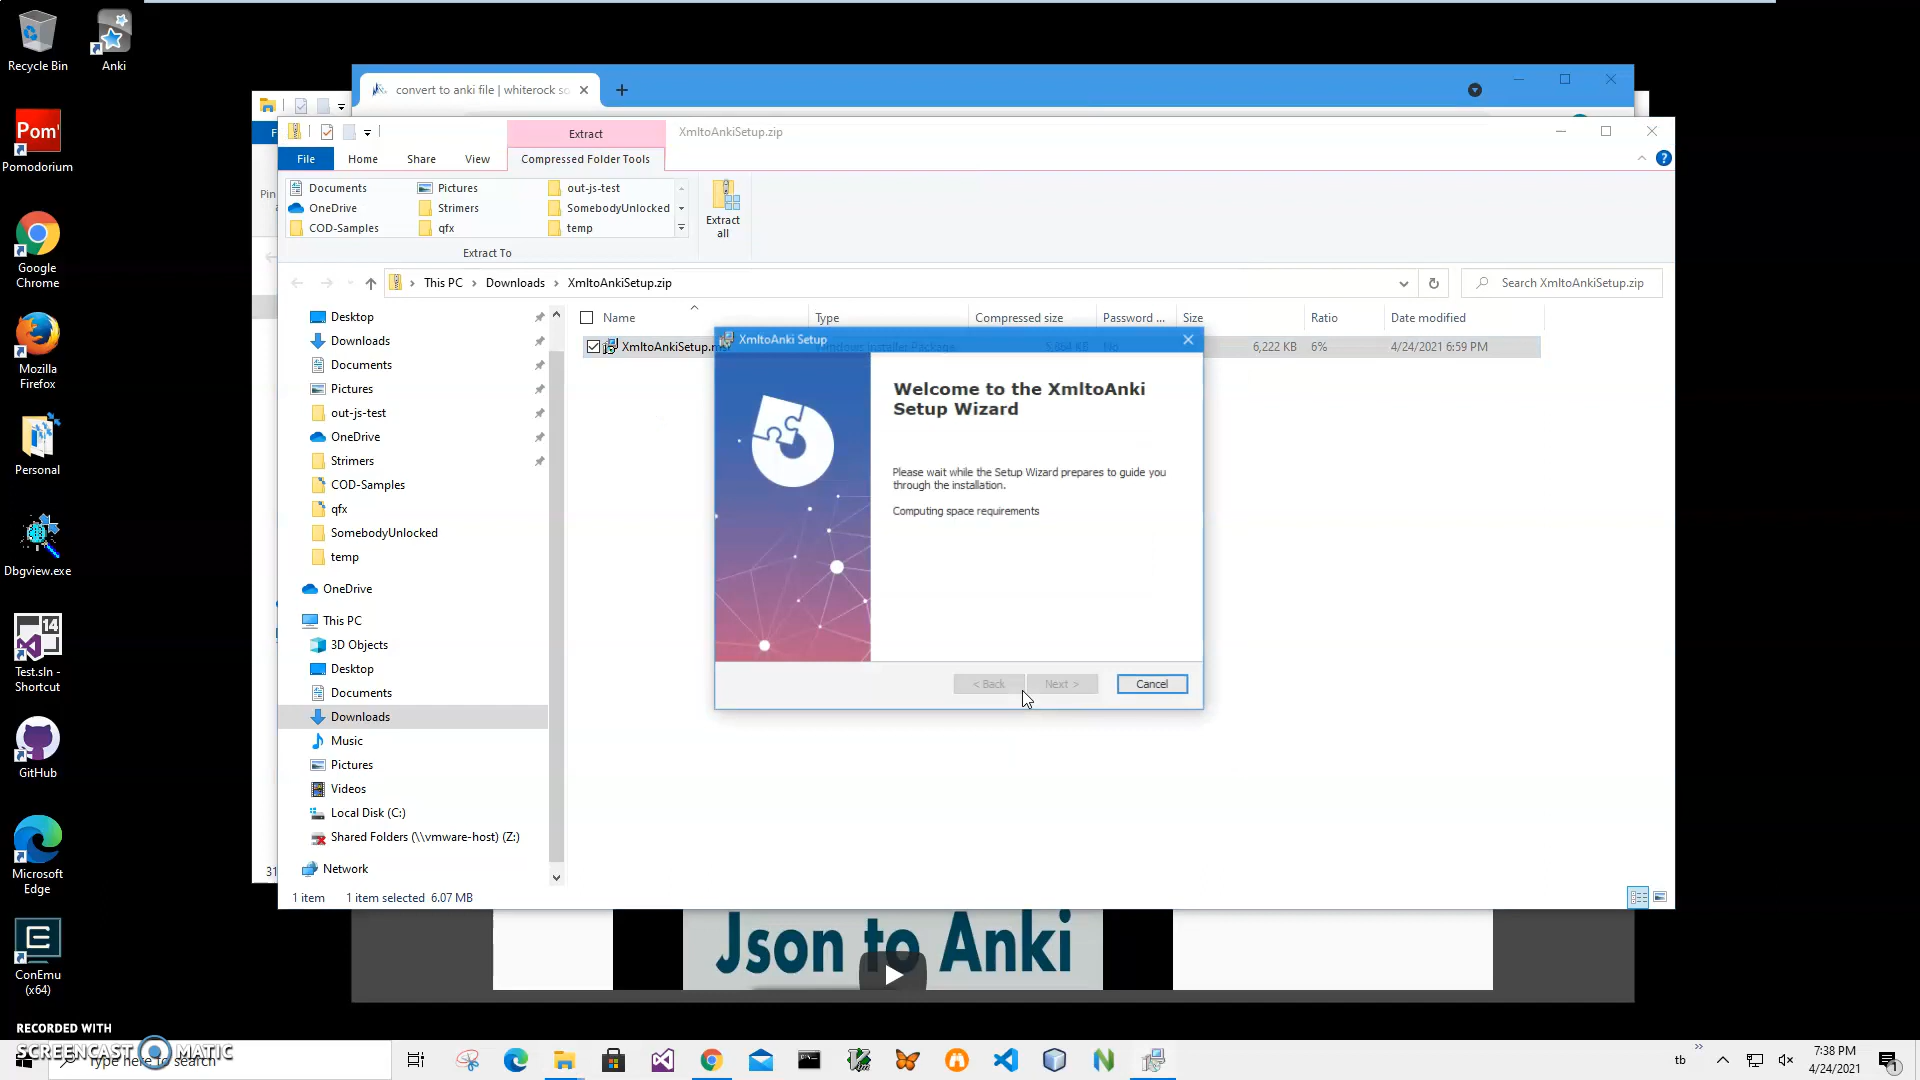 Recycle Bin
Anki
Pomodorium
Google Chrome
Mozilla Firefox
Personal
Dbgview.exe
Test.sln - Shortcut
GitHub
Microsoft Edge
ConEmu (x64)
RECORDED WITH
SCREENCAST MATIC
convert to anki file | whiterock so
Extract
XmltoAnkiSetup.zip
File
Home
Share
View
Compressed Folder Tools
Documents
Pictures
out-js-test
OneDrive
Strimers
SomebodyUnlocked
COD-Samples
qfx
temp
Extract To
Extract all
This PC
Downloads
XmltoAnkiSetup.zip
Search XmltoAnkiSetup.zip
Name
Type
Compressed size
Password ...
Size
Ratio
Date modified
XmltoAnkiSetup.msi
Windows Installer Package
No
6,222 KB
6%
4/24/2021 6:59 PM
Desktop
Downloads
Documents
Pictures
out-js-test
OneDrive
Strimers
COD-Samples
qfx
SomebodyUnlocked
temp
OneDrive
This PC
3D Objects
Desktop
Documents
Downloads
Music
Pictures
Videos
Local Disk (C:)
Shared Folders (\\vmware-host) (Z:)
Network
1 item
1 item selected 6.07 MB
XmltoAnki Setup
Welcome to the XmltoAnki
Setup Wizard
Please wait while the Setup Wizard prepares to guide you
through the installation.
Computing space requirements
< Back
Next >
Cancel
Json to Anki
Type here to search
tb
7:38 PM
4/24/2021